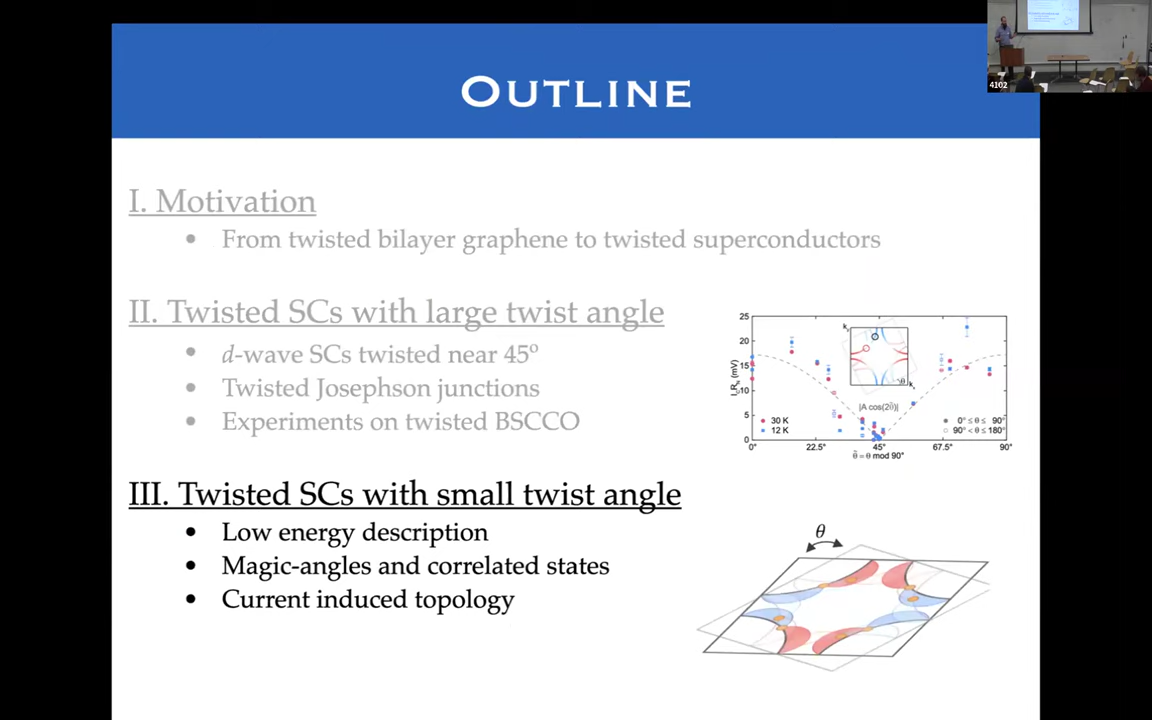 OUTLINE
4102
I. Motivation
• From twisted bilayer graphene to twisted superconductors
II. Twisted SCs with large twist angle
• d-wave SCs twisted near 45º
• Twisted Josephson junctions
• Experiments on twisted BSCCO
III. Twisted SCs with small twist angle
• Low energy description
• Magic-angles and correlated states
• Current induced topology
25
20
15
10
5
0
|A cos(2θ̃)|
30 K
12 K
0° ≤ θ ≤ 90°
90° < θ ≤ 180°
0° 22.5° 45° 67.5° 90°
θ̃ = θ mod 90°
θ